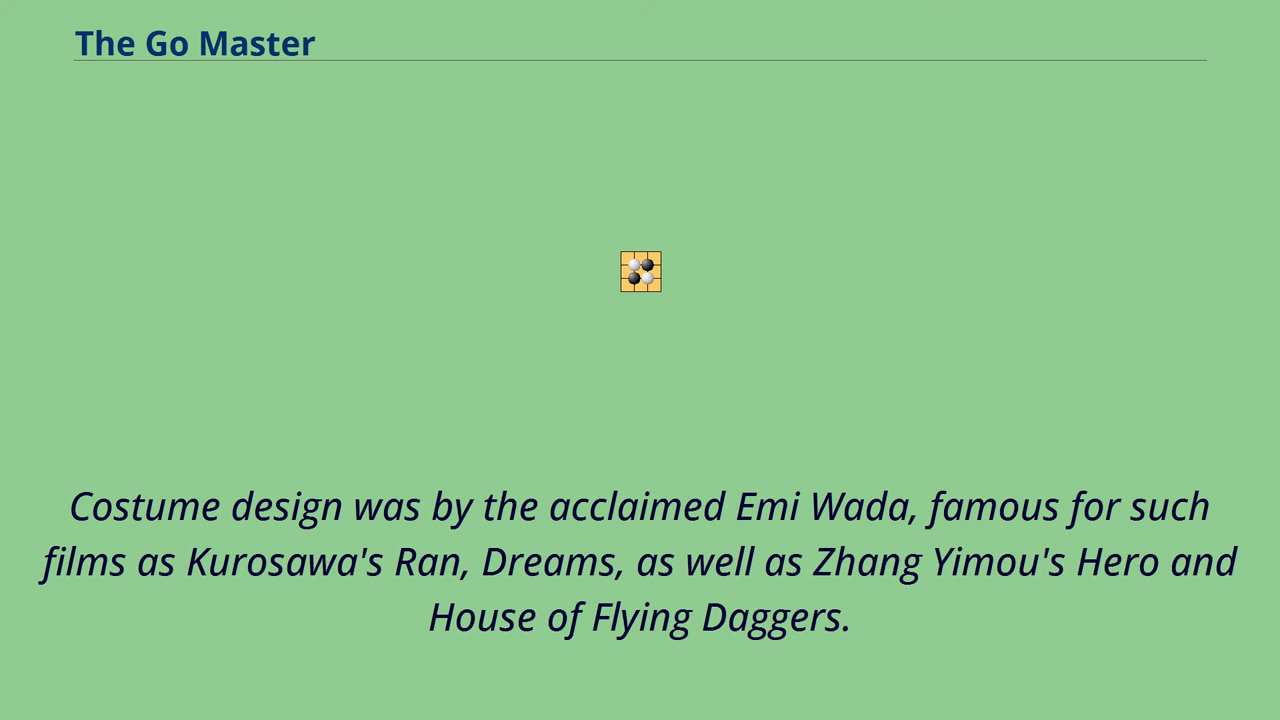 The Go Master
Costume design was by the acclaimed Emi Wada, famous for such
films as Kurosawa's Ran, Dreams, as well as Zhang Yimou's Hero and
House of Flying Daggers.